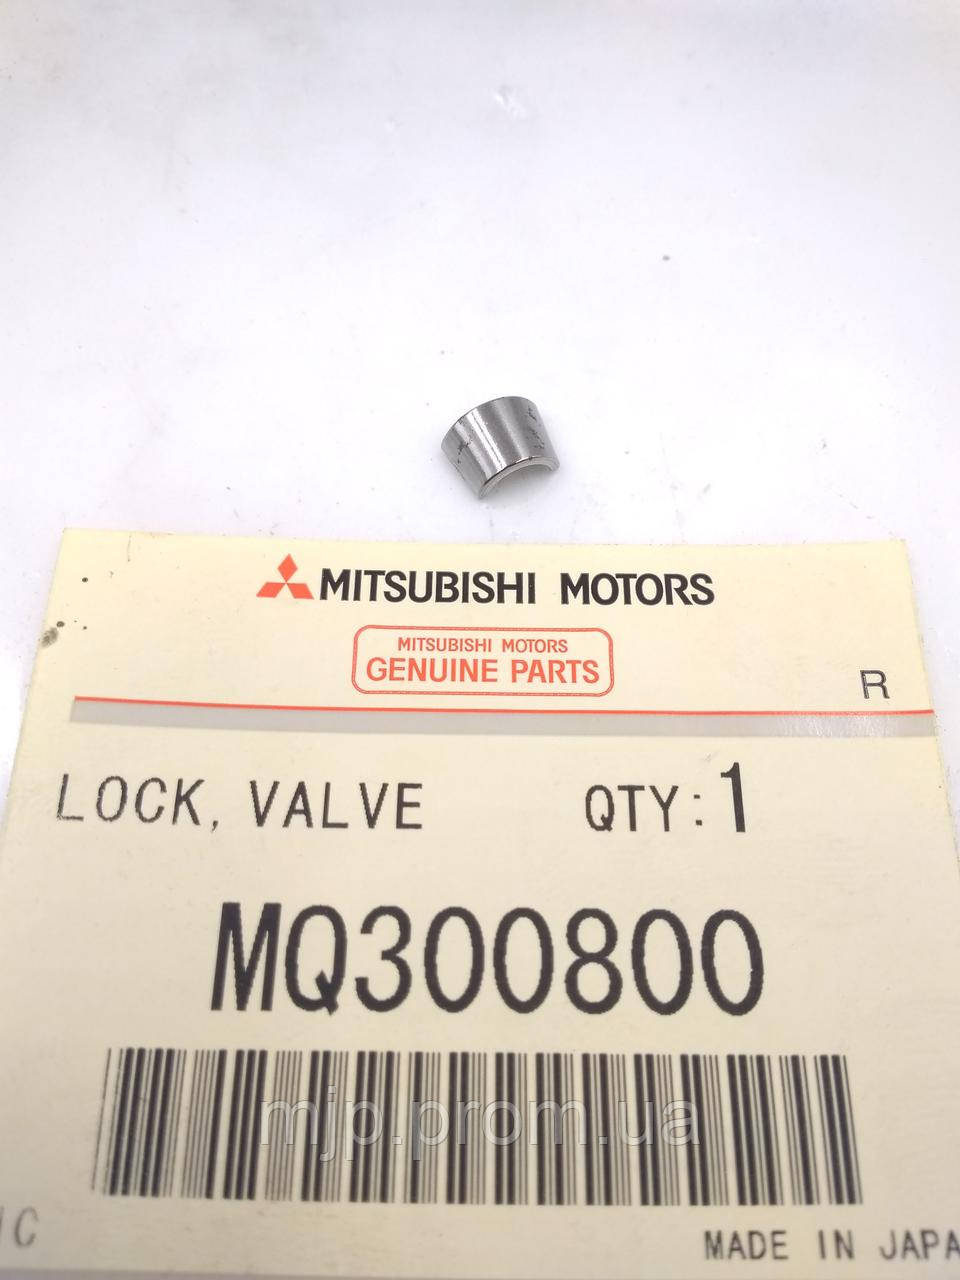 MITSUBISHI MOTORS
MITSUBISHI MOTORS
GENUINE PARTS
R
LOCK, VALVE QTY: 1
MQ300800
mjp.prom.ua
MADE IN JAPA